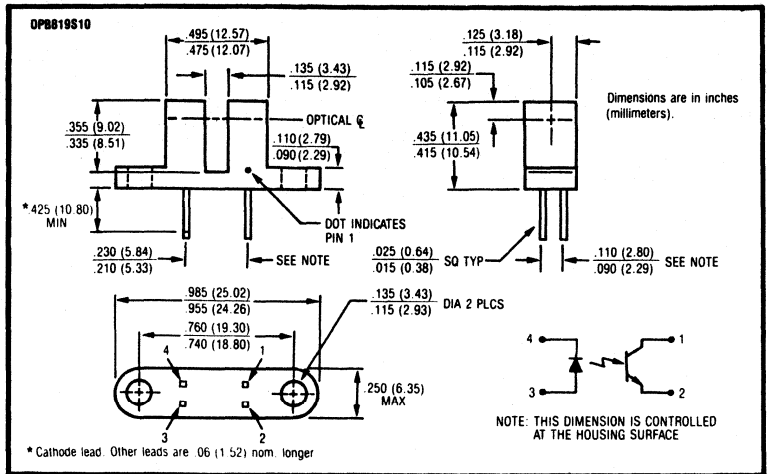 OPB819S10
.495 (12.57)
.475 (12.07)
.135 (3.43)
.115 (2.92)
.125 (3.18)
.115 (2.92)
.115 (2.92)
.105 (2.67)
Dimensions are in inches
(millimeters).
OPTICAL ℄
.355 (9.02)
.335 (8.51)
.110 (2.79)
.090 (2.29)
.435 (11.05)
.415 (10.54)
*.425 (10.80)
MIN
DOT INDICATES
PIN 1
.230 (5.84)
.210 (5.33)
SEE NOTE
.025 (0.64)
.015 (0.38)
SQ TYP
.110 (2.80)
.090 (2.29)
SEE NOTE
.985 (25.02)
.955 (24.26)
.135 (3.43)
.115 (2.93)
DIA 2 PLCS
.760 (19.30)
.740 (18.80)
4
1
3
2
.250 (6.35)
MAX
4
1
3
2
NOTE: THIS DIMENSION IS CONTROLLED
AT THE HOUSING SURFACE
* Cathode lead. Other leads are .06 (1.52) nom. longer